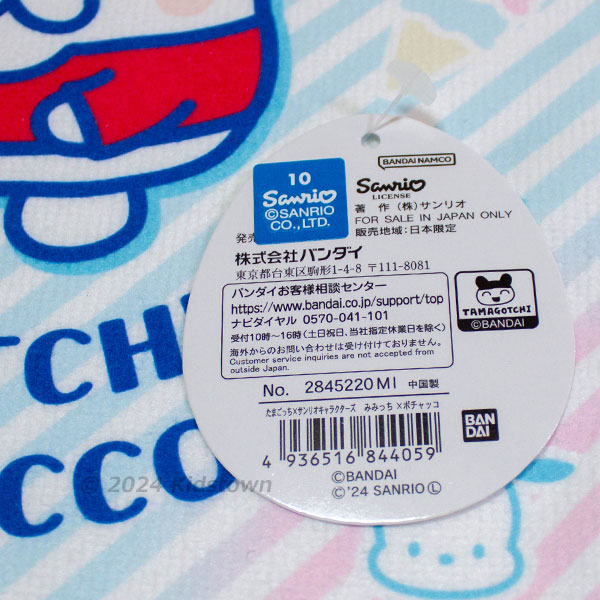 BANDAI NAMCO
10
Sanrio
©SANRIO
CO.,LTD.
Sanrio
LICENSE
著作 (株)サンリオ
FOR SALE IN JAPAN ONLY
販売地域:日本限定
発売
株式会社バンダイ
東京都台東区駒形1-4-8 〒111-8081
バンダイお客様相談センター
https://www.bandai.co.jp/support/top
ナビダイヤル 0570-041-101
受付10時~16時(土日祝日、当社指定休業日を除く)
海外からのお問い合わせは受け付けておりません。
Customer service inquiries are not accepted from
outside Japan.
TAMAGOTCHI
©BANDAI
No. 2845220MI 中国製
たまごっち×サンリオキャラクターズ みみっち×ポチャッコ
4 936516 844059
BAN
DAI
©BANDAI
©'24 SANRIO Ⓛ
TCHI
CCO
© 2024 Kidstown